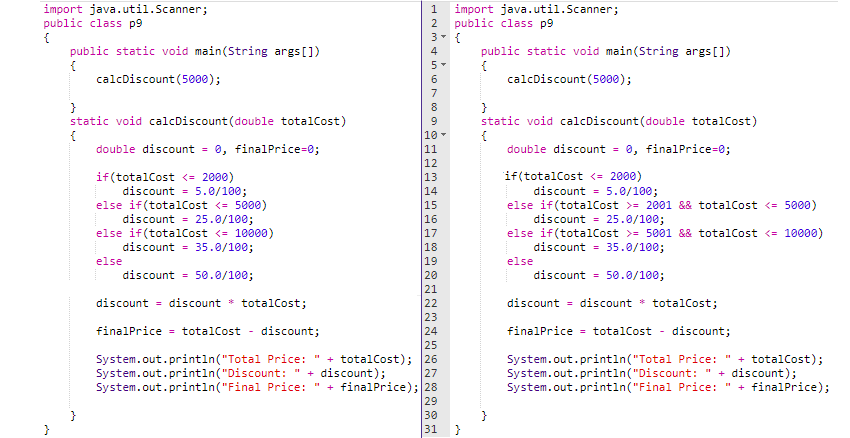 import java.util.Scanner;
public class p9
{
public static void main(String args[])
{
calcDiscount(5000);
}
static void calcDiscount(double totalCost)
{
double discount = 0, finalPrice=0;
if(totalCost <= 2000)
discount = 5.0/100;
else if(totalCost <= 5000)
discount = 25.0/100;
else if(totalCost <= 10000)
discount = 35.0/100;
else
discount = 50.0/100;
discount = discount * totalCost;
finalPrice = totalCost - discount;
System.out.println("Total Price: " + totalCost);
System.out.println("Discount: " + discount);
System.out.println("Final Price: " + finalPrice);
}
}
1 import java.util.Scanner;
2 public class p9
3 {
4 public static void main(String args[])
5 {
6 calcDiscount(5000);
7
8 }
9 static void calcDiscount(double totalCost)
10 {
11 double discount = 0, finalPrice=0;
12
13 if(totalCost <= 2000)
14 discount = 5.0/100;
15 else if(totalCost >= 2001 && totalCost <= 5000)
16 discount = 25.0/100;
17 else if(totalCost >= 5001 && totalCost <= 10000)
18 discount = 35.0/100;
19 else
20 discount = 50.0/100;
21
22 discount = discount * totalCost;
23
24 finalPrice = totalCost - discount;
25
26 System.out.println("Total Price: " + totalCost);
27 System.out.println("Discount: " + discount);
28 System.out.println("Final Price: " + finalPrice);
29
30 }
31 }